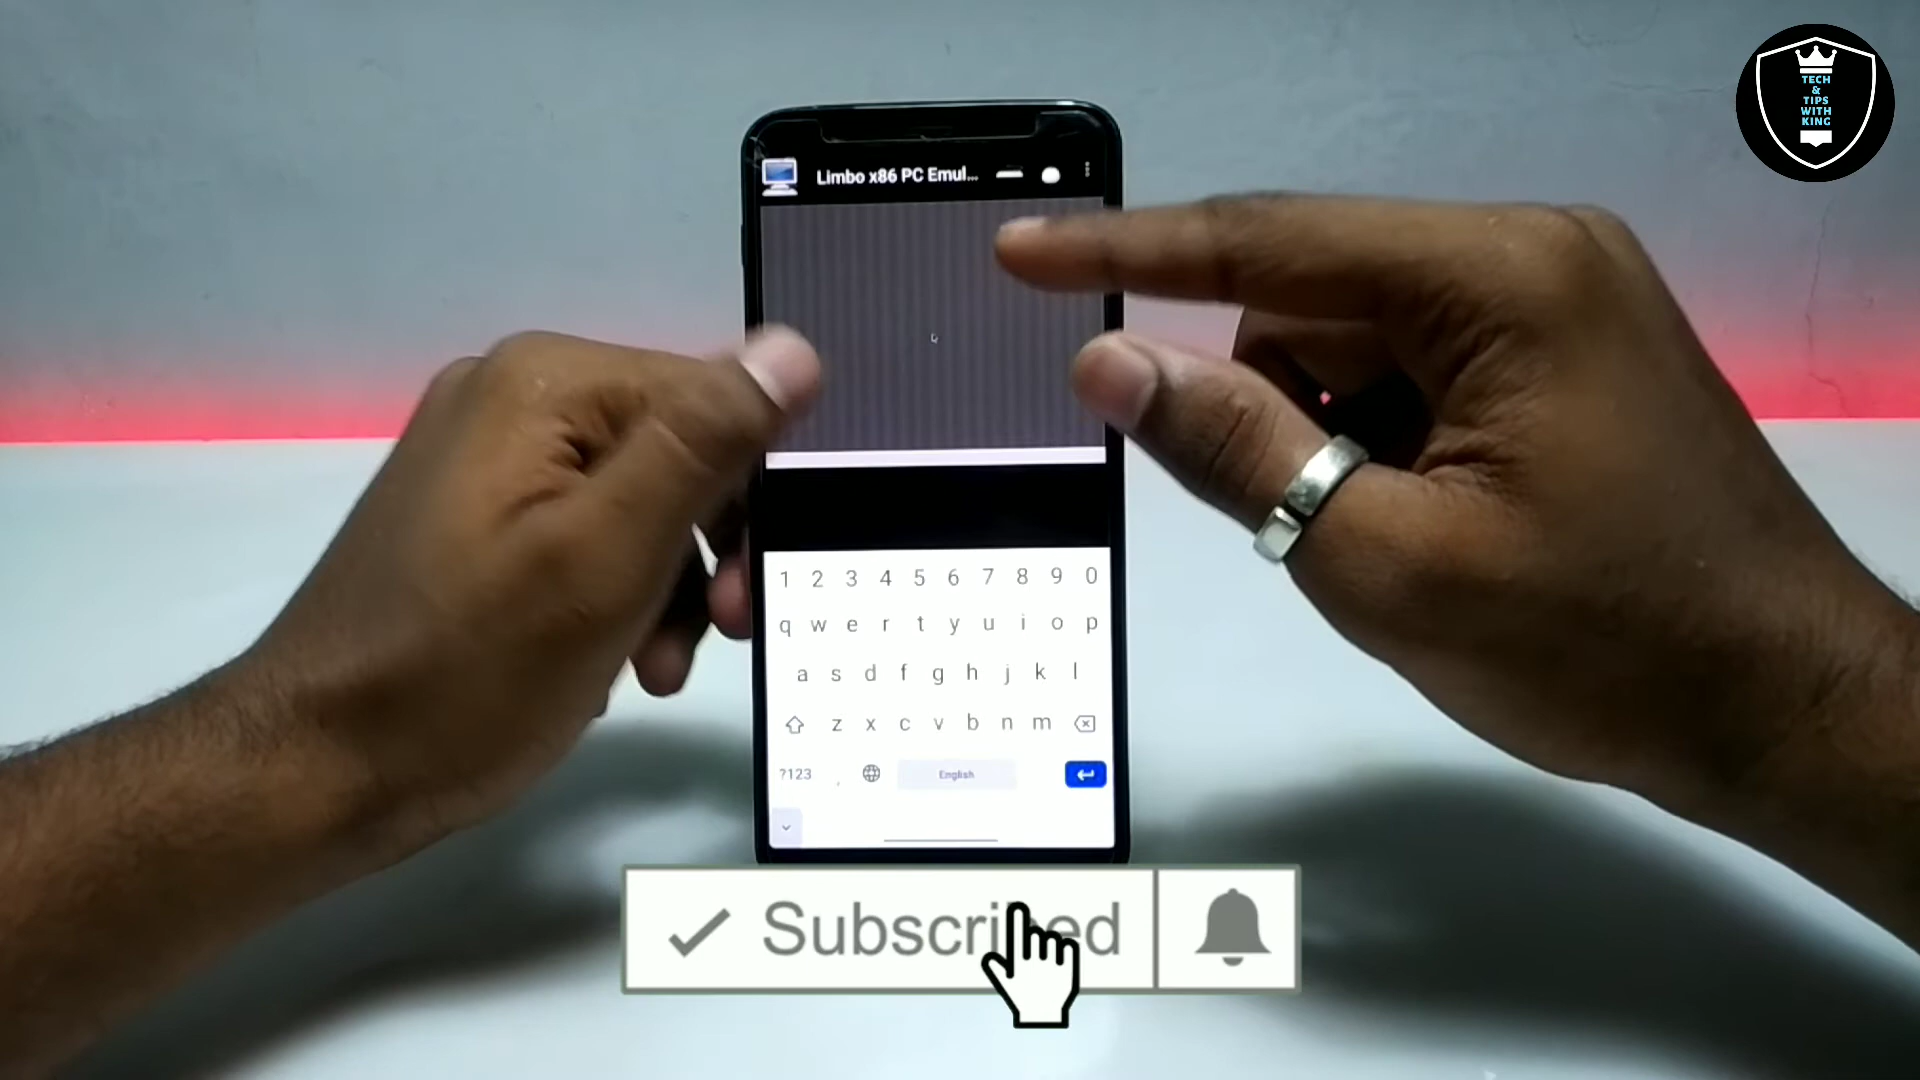 TECH
&
TIPS
WITH
KING
Limbo x86 PC Emul...
1 2 3 4 5 6 7 8 9 0
q w e r t y u i o p
a s d f g h j k l
z x c v b n m
?123 , English
Subscribed